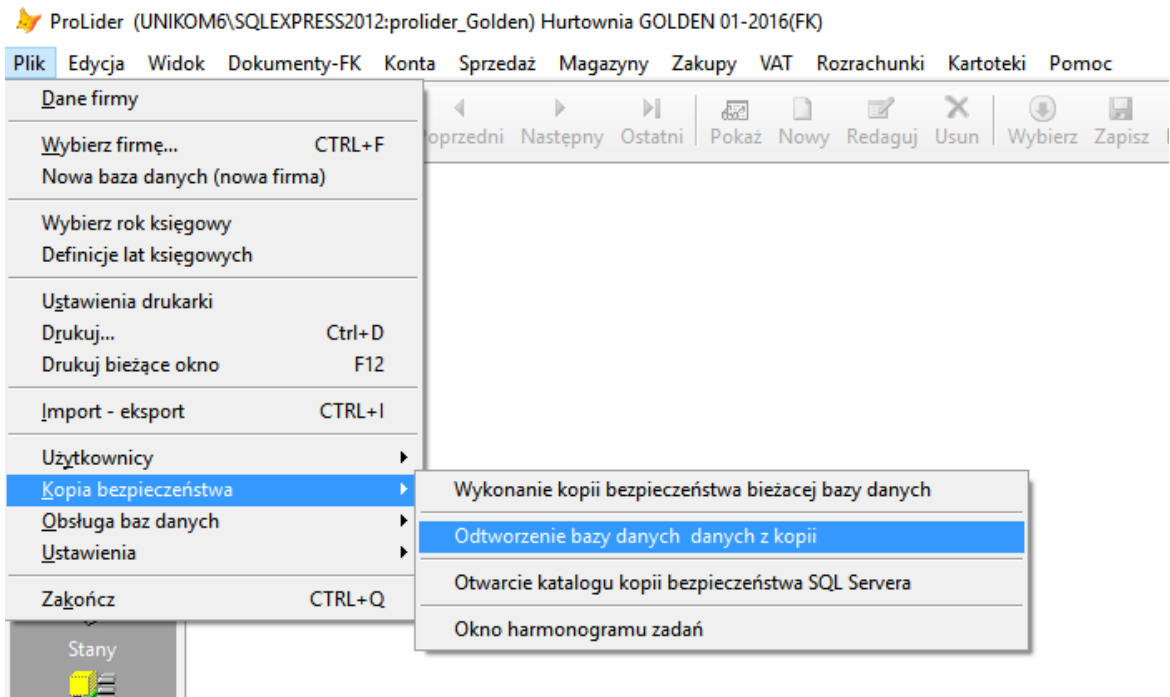 ProLider (UNIKOM6\SQLEXPRESS2012:prolider_Golden) Hurtownia GOLDEN 01-2016(FK)
Plik Edycja Widok Dokumenty-FK Konta Sprzedaż Magazyny Zakupy VAT Rozrachunki Kartoteki Pomoc
oprzedni Następny Ostatni Pokaż Nowy Redaguj Usun Wybierz Zapisz
Dane firmy
Wybierz firmę... CTRL+F
Nowa baza danych (nowa firma)
Wybierz rok księgowy
Definicje lat księgowych
Ustawienia drukarki
Drukuj... Ctrl+D
Drukuj bieżące okno F12
Import - eksport CTRL+I
Użytkownicy
Kopia bezpieczeństwa
Obsługa baz danych
Ustawienia
Zakończ CTRL+Q
Wykonanie kopii bezpieczeństwa bieżacej bazy danych
Odtworzenie bazy danych danych z kopii
Otwarcie katalogu kopii bezpieczeństwa SQL Servera
Okno harmonogramu zadań
Stany